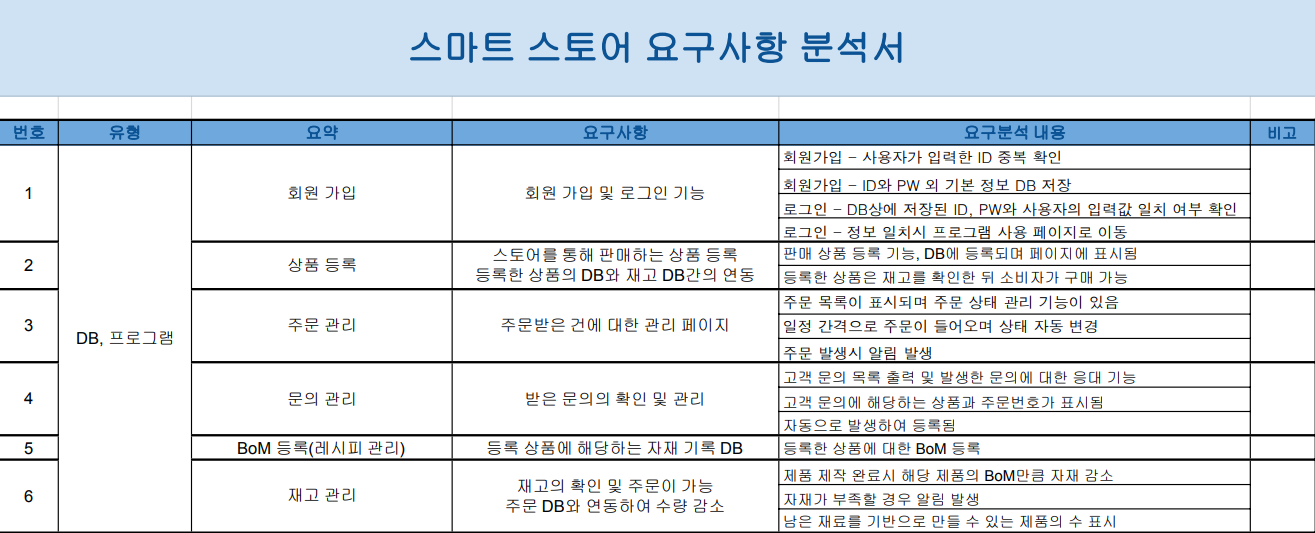 스마트 스토어 요구사항 분석서
번호 유형 요약 요구사항 요구분석 내용 비고
1
DB, 프로그램
회원 가입
회원 가입 및 로그인 기능
회원가입 - 사용자가 입력한 ID 중복 확인
회원가입 - ID와 PW 외 기본 정보 DB 저장
로그인 - DB상에 저장된 ID, PW와 사용자의 입력값 일치 여부 확인
로그인 - 정보 일치시 프로그램 사용 페이지로 이동
2
상품 등록
스토어를 통해 판매하는 상품 등록
등록한 상품의 DB와 재고 DB간의 연동
판매 상품 등록 기능, DB에 등록되며 페이지에 표시됨
등록한 상품은 재고를 확인한 뒤 소비자가 구매 가능
3
주문 관리
주문받은 건에 대한 관리 페이지
주문 목록이 표시되며 주문 상태 관리 기능이 있음
일정 간격으로 주문이 들어오며 상태 자동 변경
주문 발생시 알림 발생
4
문의 관리
받은 문의의 확인 및 관리
고객 문의 목록 출력 및 발생한 문의에 대한 응대 기능
고객 문의에 해당하는 상품과 주문번호가 표시됨
자동으로 발생하여 등록됨
5
BoM 등록(레시피 관리)
등록 상품에 해당하는 자재 기록 DB
등록한 상품에 대한 BoM 등록
6
재고 관리
재고의 확인 및 주문이 가능
주문 DB와 연동하여 수량 감소
제품 제작 완료시 해당 제품의 BoM만큼 자재 감소
자재가 부족할 경우 알림 발생
남은 재료를 기반으로 만들 수 있는 제품의 수 표시